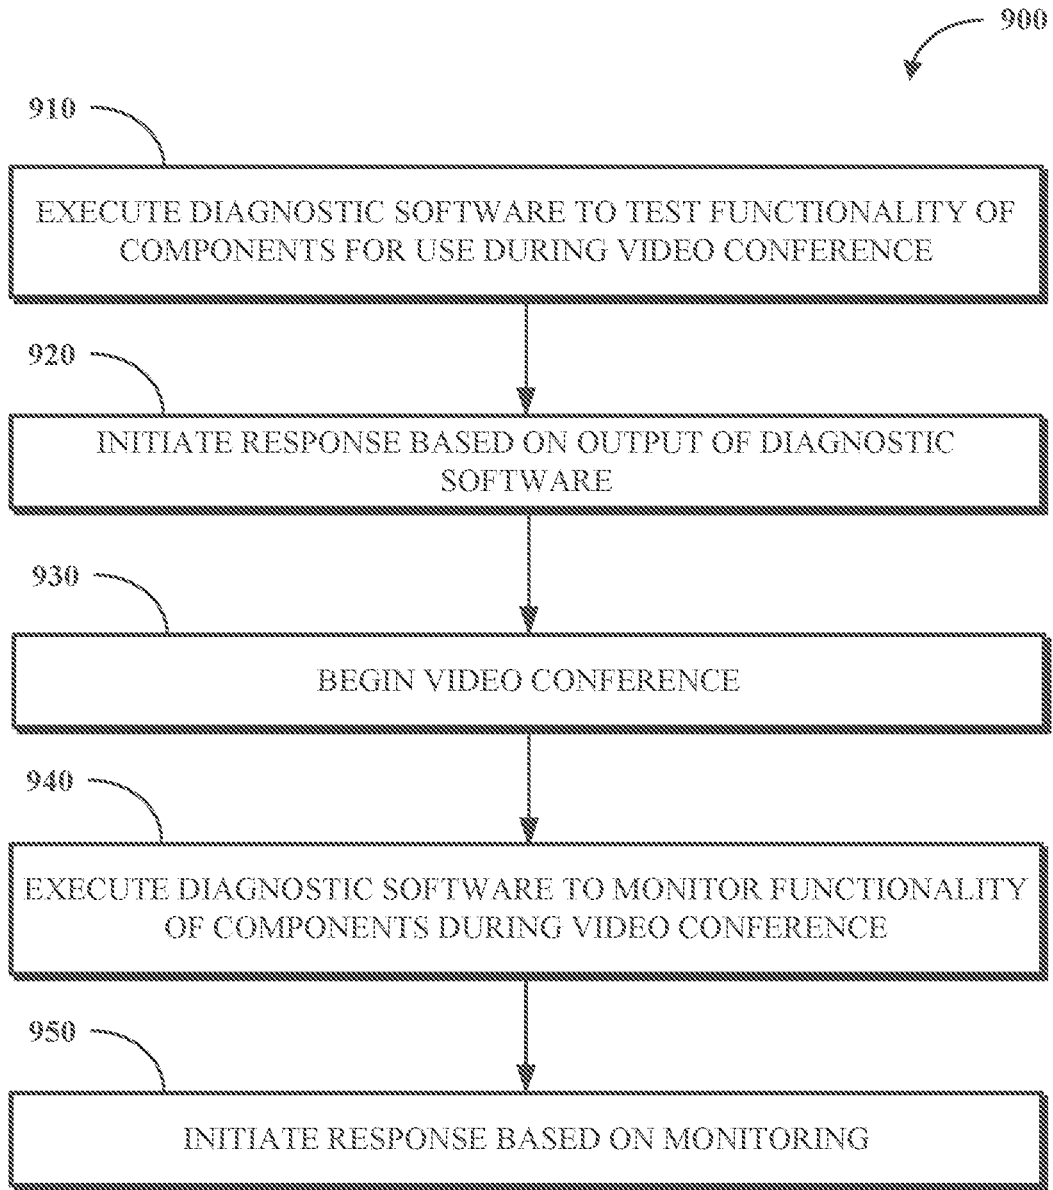 900
910
EXECUTE DIAGNOSTIC SOFTWARE TO TEST FUNCTIONALITY OF
COMPONENTS FOR USE DURING VIDEO CONFERENCE
920
INITIATE RESPONSE BASED ON OUTPUT OF DIAGNOSTIC
SOFTWARE
930
BEGIN VIDEO CONFERENCE
940
EXECUTE DIAGNOSTIC SOFTWARE TO MONITOR FUNCTIONALITY
OF COMPONENTS DURING VIDEO CONFERENCE
950
INITIATE RESPONSE BASED ON MONITORING